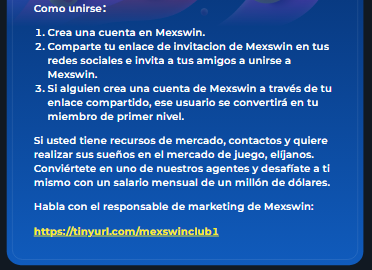 Como unirse:
1. Crea una cuenta en Mexswin.
2. Comparte tu enlace de invitacion de Mexswin en tus
redes sociales e invita a tus amigos a unirse a
Mexswin.
3. Si alguien crea una cuenta de Mexswin a través de tu
enlace compartido, ese usuario se convertirá en tu
miembro de primer nivel.
Si usted tiene recursos de mercado, contactos y quiere
realizar sus sueños en el mercado de juego, elíjanos.
Conviértete en uno de nuestros agentes y desafíate a ti
mismo con un salario mensual de un millón de dólares.
Habla con el responsable de marketing de Mexswin:
https://tinyurl.com/mexswinclub1